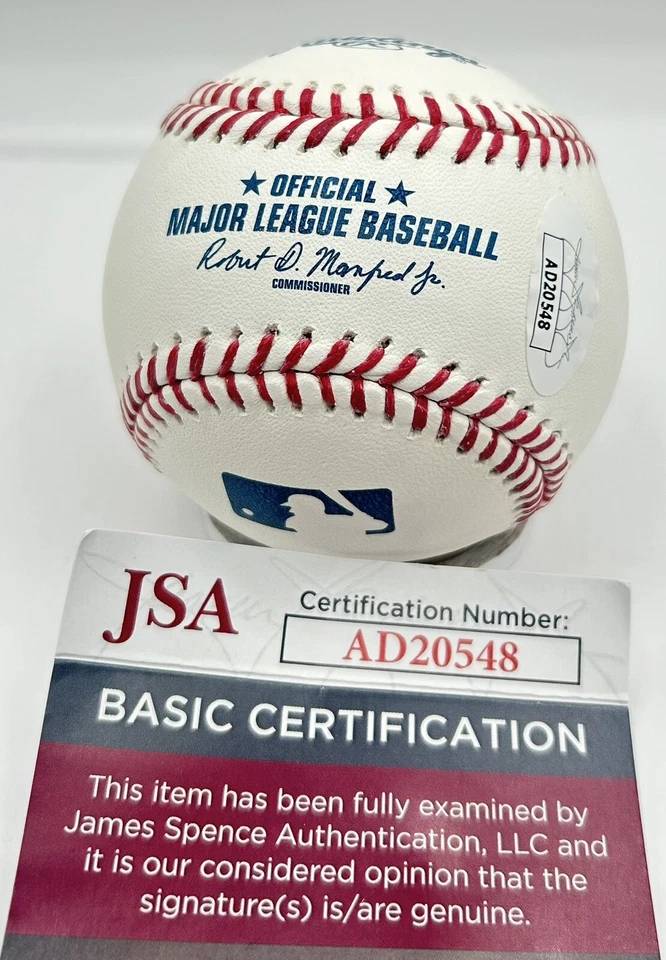 ★ OFFICIAL ★
MAJOR LEAGUE BASEBALL
Robert D. Manfred Jr.
COMMISSIONER
AD20548
JSA
Certification Number:
AD20548
BASIC CERTIFICATION
This item has been fully examined by
James Spence Authentication, LLC and
it is our considered opinion that the
signature(s) is/are genuine.